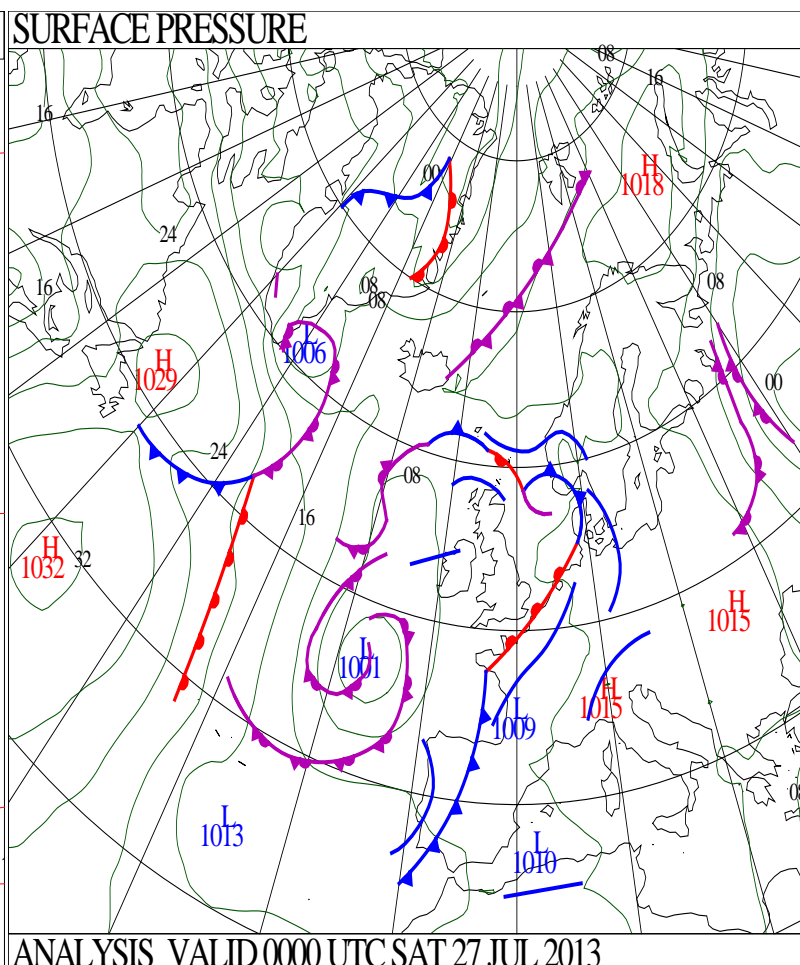 SURFACE PRESSURE
08
16
16
00
H
1018
24
16
08
08
08
L
1006
H
1029
00
24
08
16
H
1032
32
H
1015
L
1001
H
1015
L
1009
L
1013
L
1010
08
ANALYSIS VALID 0000 UTC SAT 27 JUL 2013